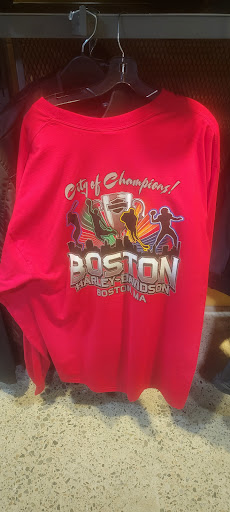 City of Champions!
BOSTON
HARLEY-DAVIDSON
BOSTON, MA